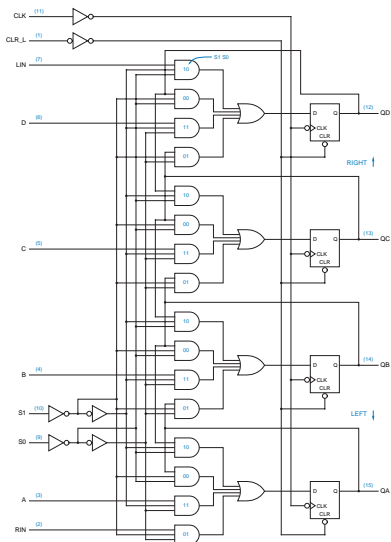 CLK (11)
CLR_L (1)
LIN (7)
S1 S0
10
00
D (6)
(12) QD
D Q
CLK
CLR
11
RIGHT
01
10
00
(13) QC
D Q
CLK
CLR
C (5)
11
01
10
00
(14) QB
D Q
CLK
CLR
B (4)
11
S1 (10)
01
LEFT
S0 (9)
10
00
(15) QA
D Q
CLK
CLR
A (3)
11
RIN (2)
01